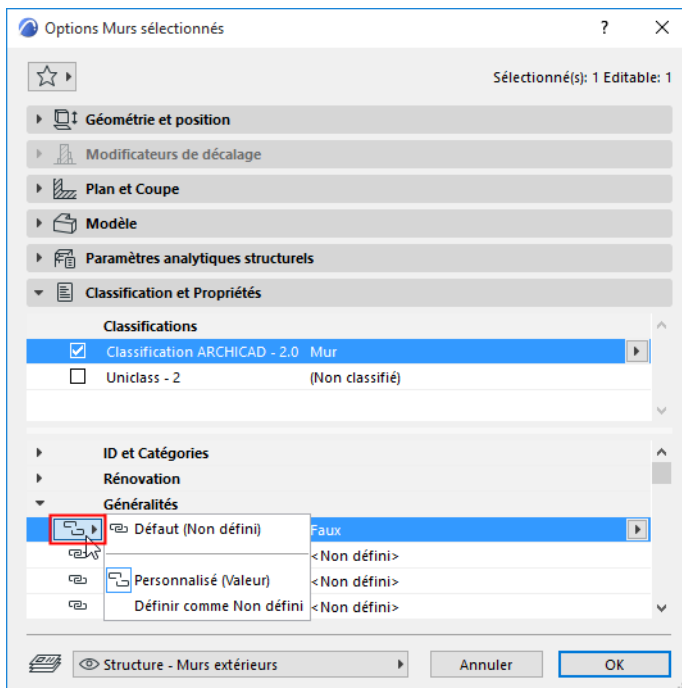 Options Murs sélectionnés
?
Sélectionné(s): 1 Editable: 1
Géométrie et position
Modificateurs de décalage
Plan et Coupe
Modèle
Paramètres analytiques structurels
Classification et Propriétés
Classifications
Classification ARCHICAD - 2.0 Mur
Uniclass - 2 (Non classifié)
ID et Catégories
Rénovation
Généralités
Défaut (Non défini) Faux
<Non défini>
Personnalisé (Valeur) <Non défini>
Définir comme Non défini <Non défini>
Structure - Murs extérieurs Annuler OK